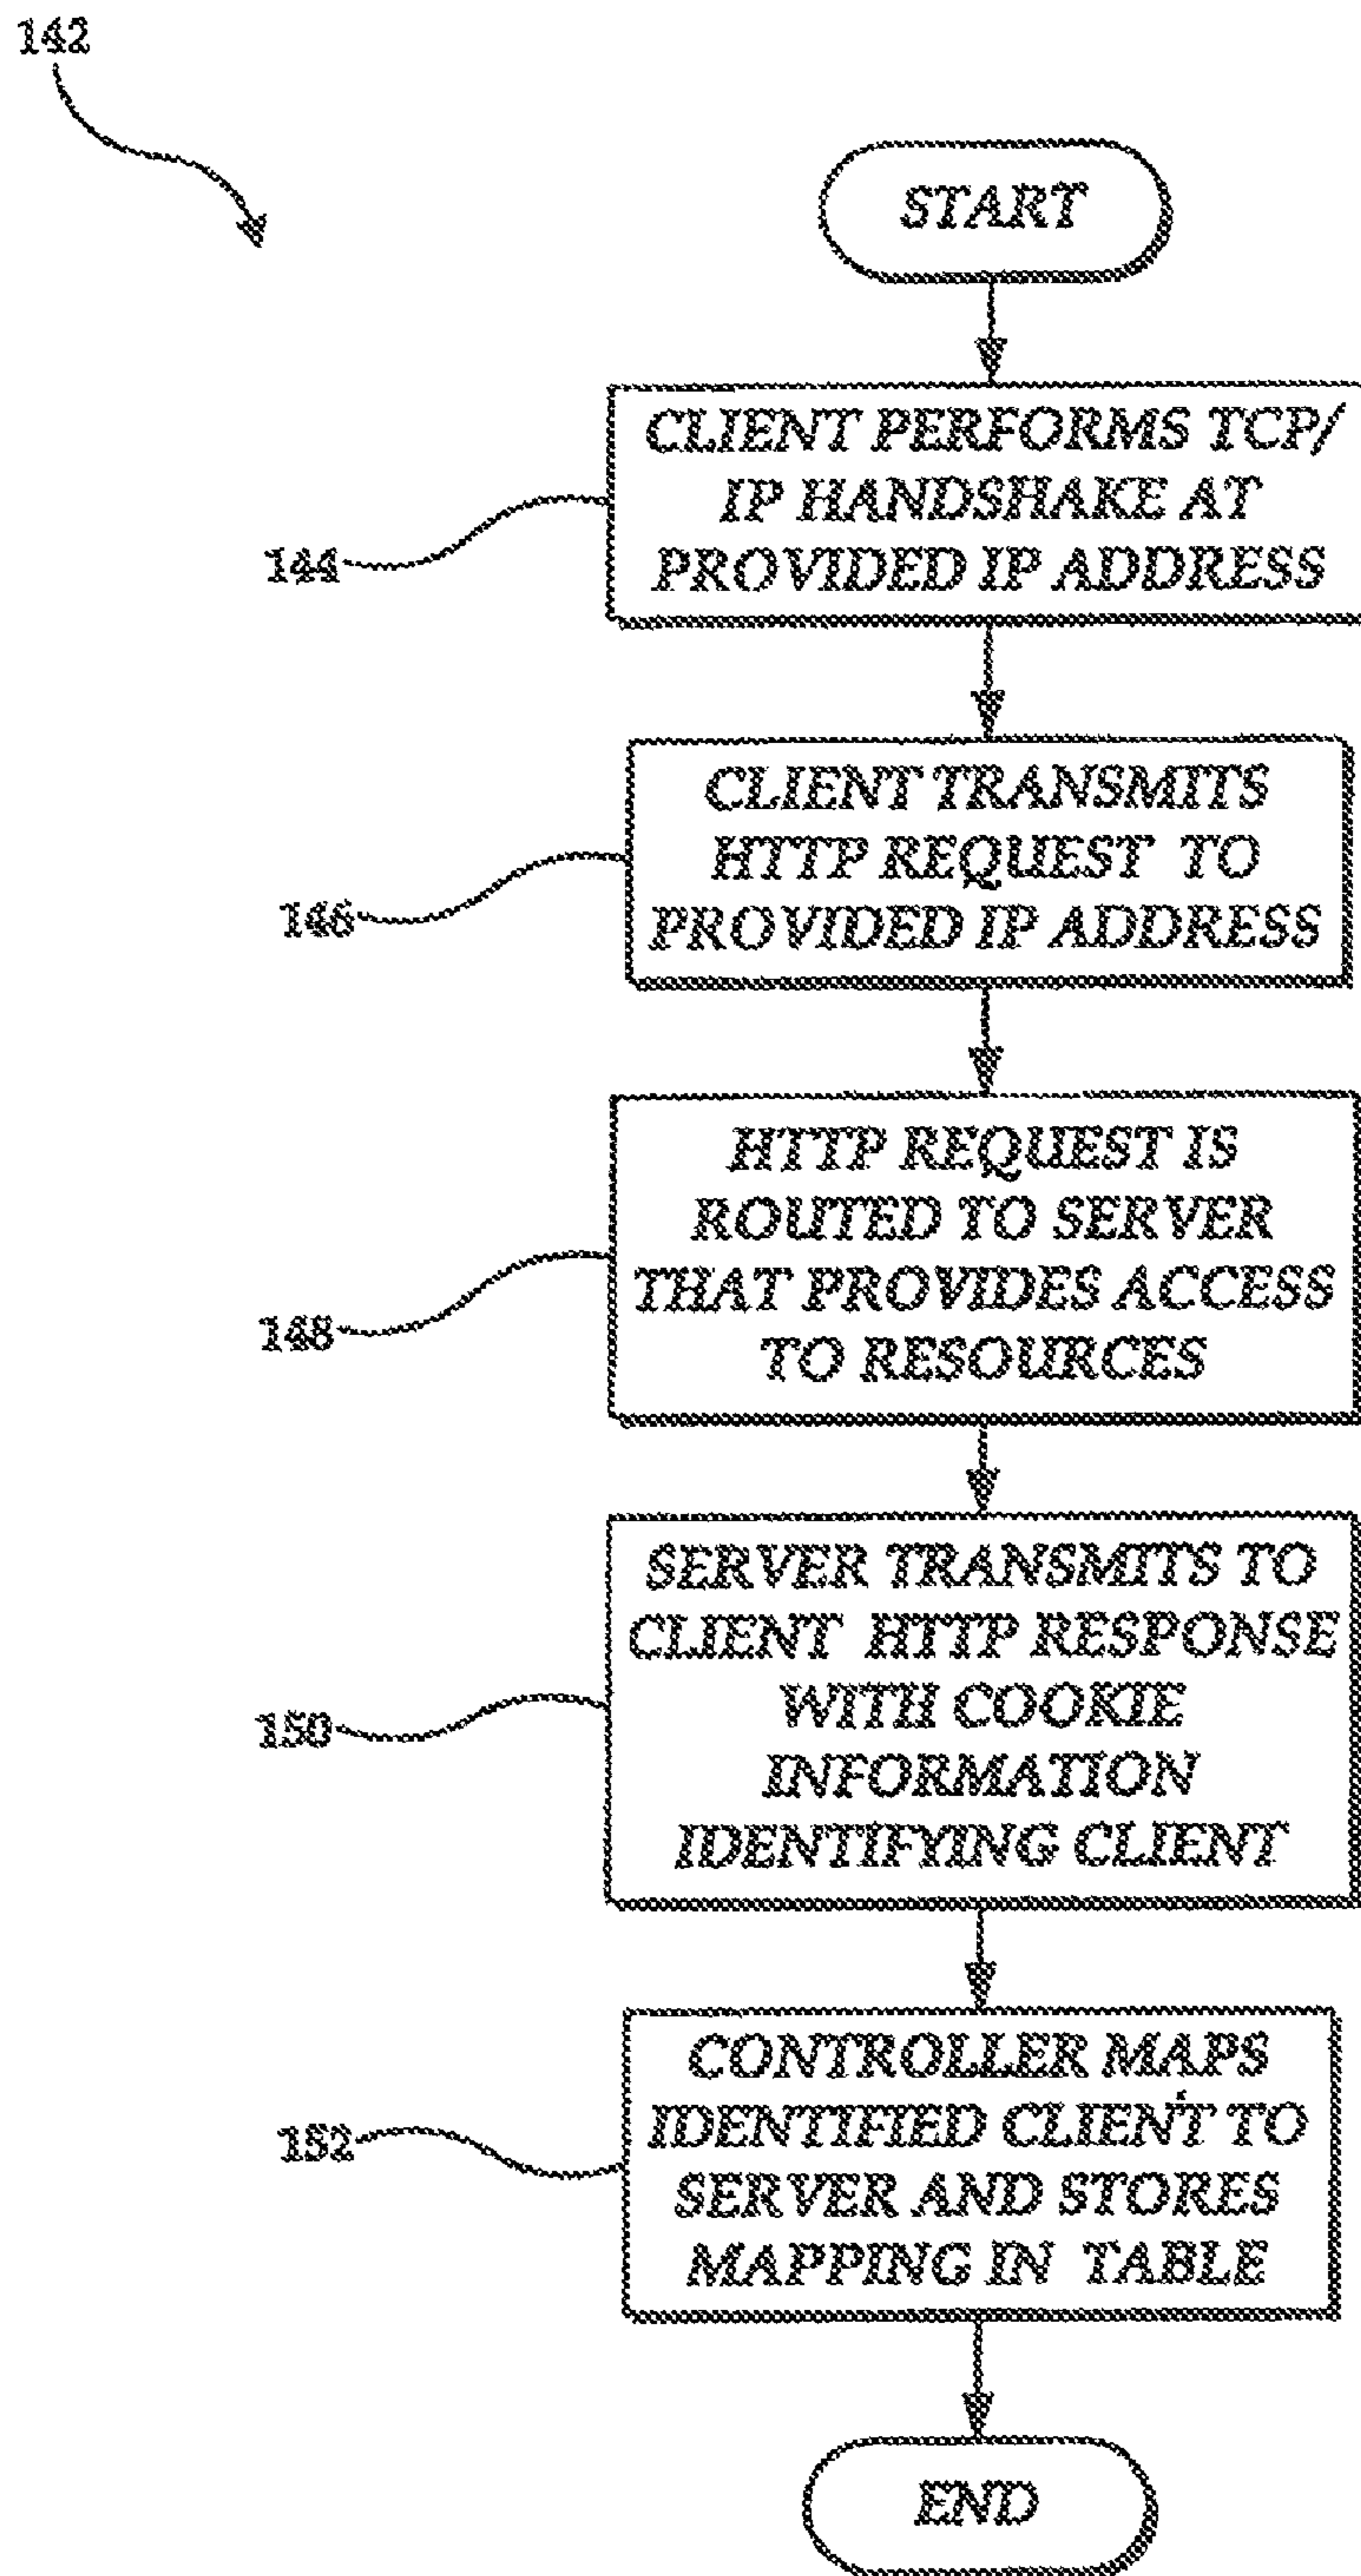 142
START
CLIENT PERFORMS TCP/
IP HANDSHAKE AT
PROVIDED IP ADDRESS
144
CLIENT TRANSMITS
HTTP REQUEST TO
PROVIDED IP ADDRESS
146
HTTP REQUEST IS
ROUTED TO SERVER
THAT PROVIDES ACCESS
TO RESOURCES
148
SERVER TRANSMITS TO
CLIENT HTTP RESPONSE
WITH COOKIE
INFORMATION
IDENTIFYING CLIENT
150
CONTROLLER MAPS
IDENTIFIED CLIENT TO
SERVER AND STORES
MAPPING IN TABLE
152
END